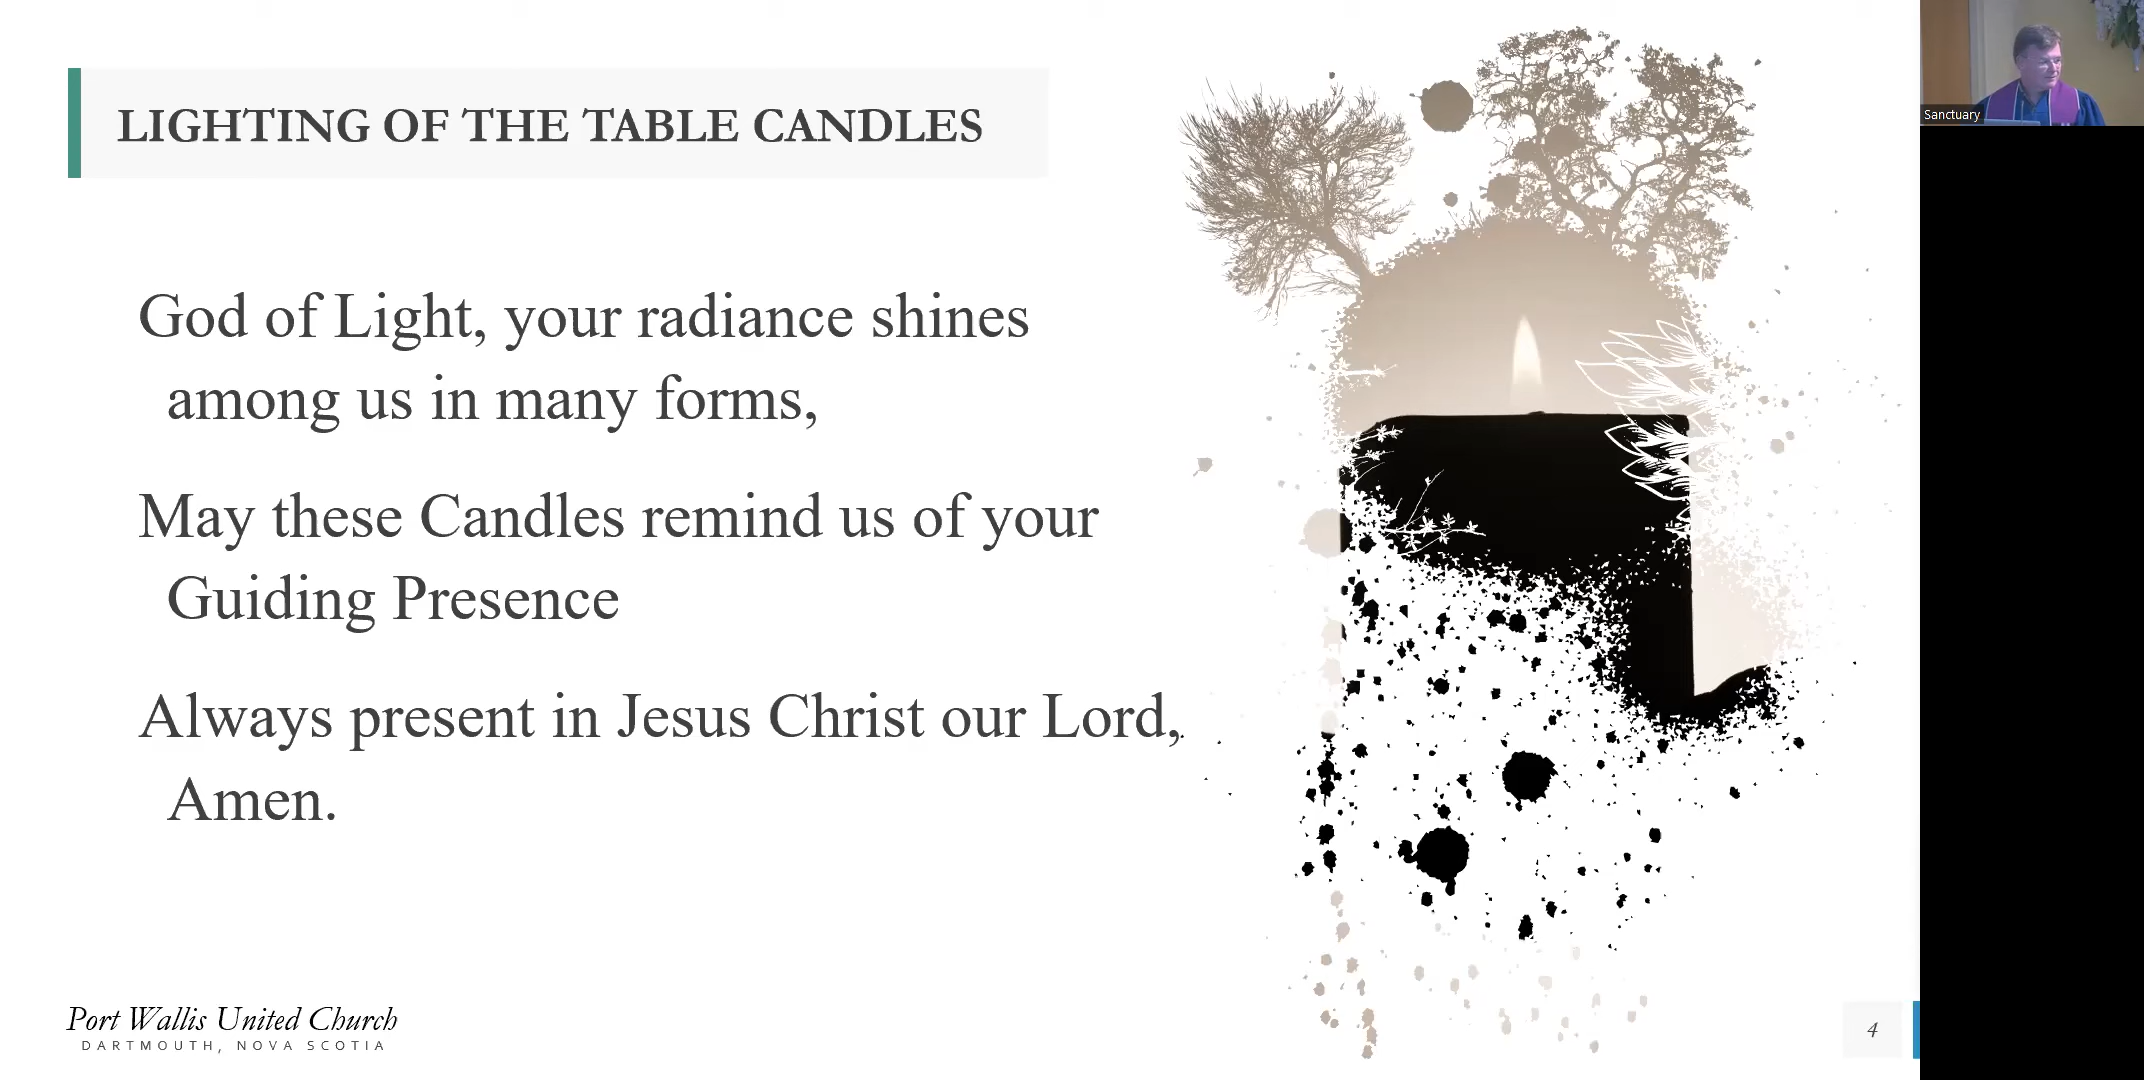 LIGHTING OF THE TABLE CANDLES
God of Light, your radiance shines
among us in many forms,
May these Candles remind us of your
Guiding Presence
Always present in Jesus Christ our Lord,
Amen.
Port Wallis United Church
DARTMOUTH, NOVA SCOTIA
4
Sanctuary